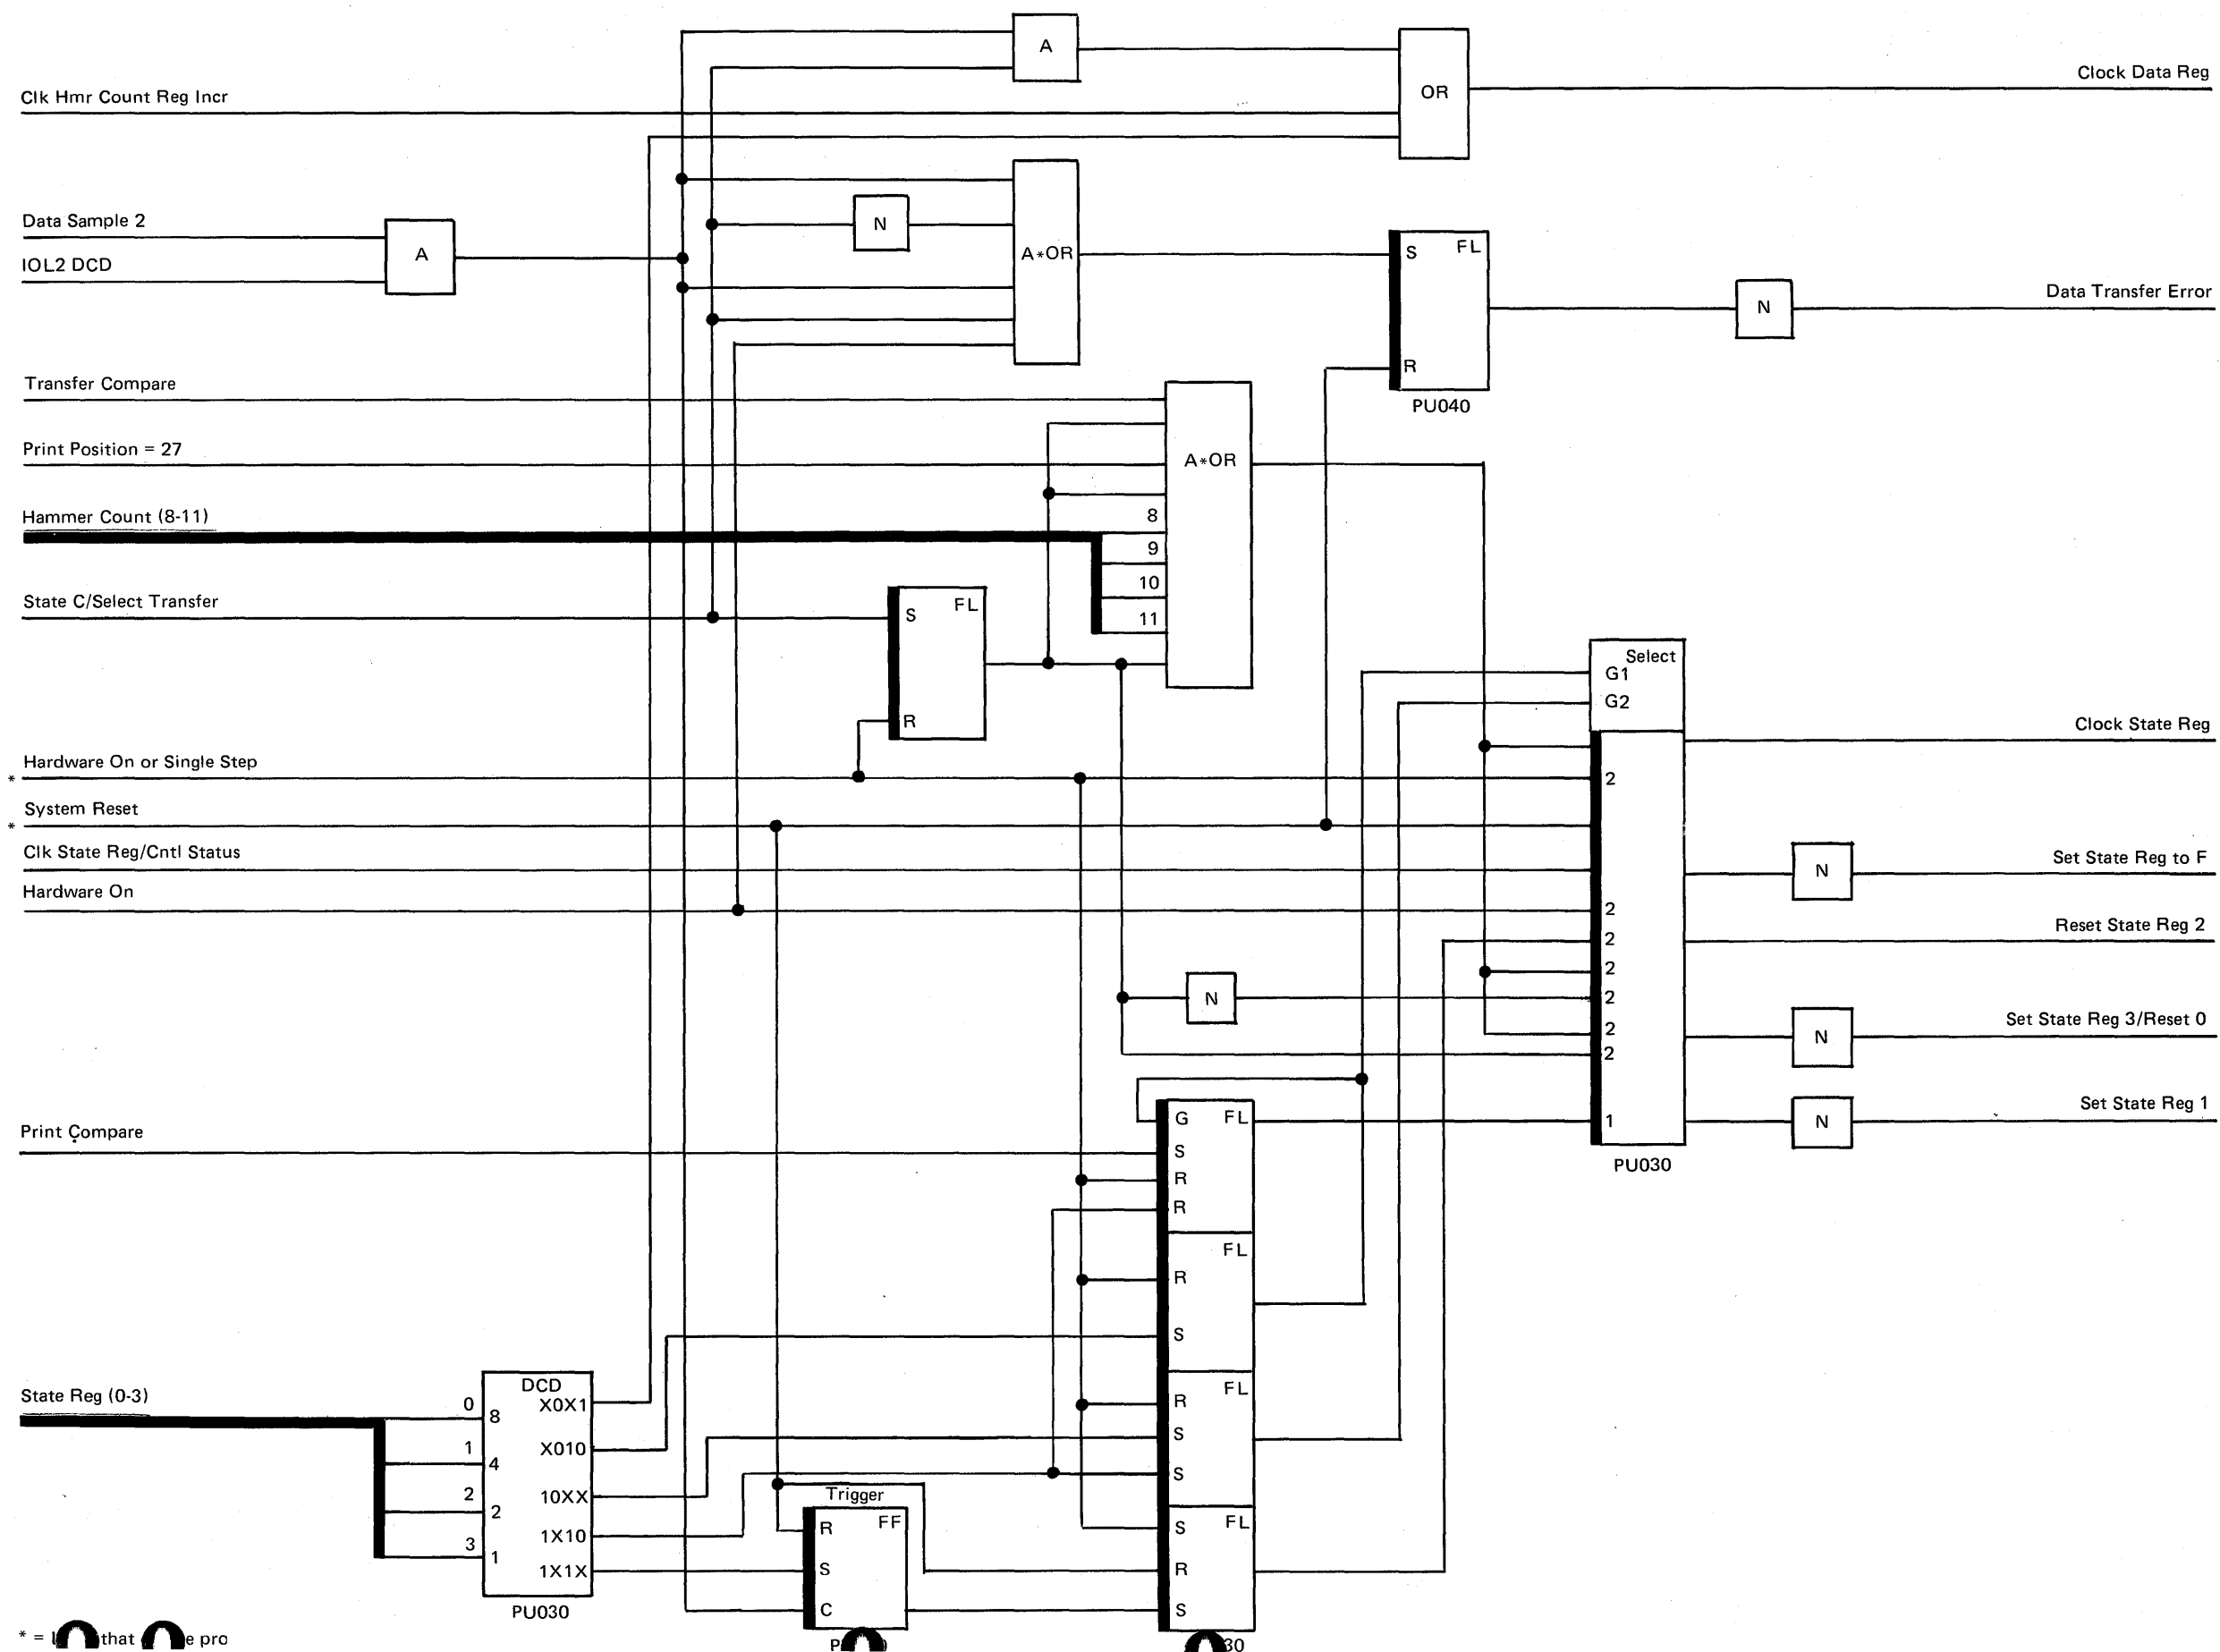 A
OR
Clock Data Reg
Clk Hmr Count Reg Incr
Data Sample 2
IOL2 DCD
A
N
A*OR
S FL
R
PU040
N
Data Transfer Error
Transfer Compare
Print Position = 27
A*OR
Hammer Count (8-11)
8
9
10
11
State C/Select Transfer
S FL
R
Select
G1
G2
Clock State Reg
* Hardware On or Single Step
2
* System Reset
Clk State Reg/Cntl Status
N
Set State Reg to F
Hardware On
2
2
Reset State Reg 2
2
N
2
2
N
Set State Reg 3/Reset 0
2
G FL
1
N
Set State Reg 1
Print Compare
S
R
R
PU030
FL
R
S
State Reg (0-3)
DCD
0 8 X0X1
1 4 X010
2 2 10XX
1X10
3 1 1X1X
PU030
FL
R
S
S
Trigger
R FF
S
C
S FL
R
S
* = that e pro
30